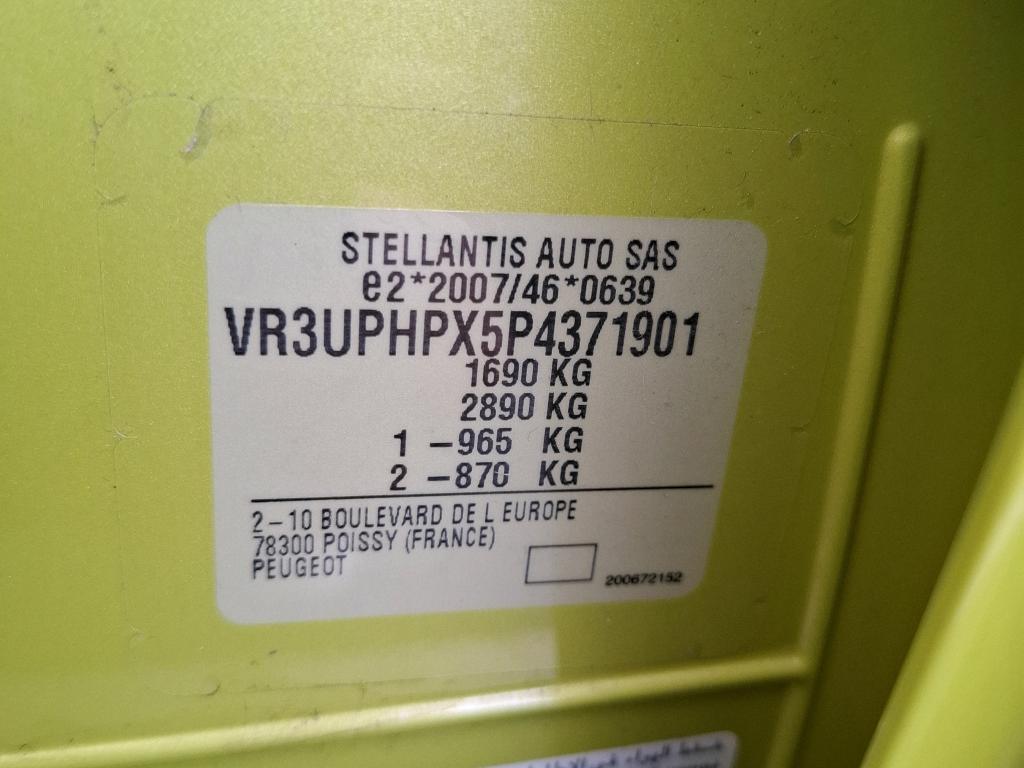 STELLANTIS AUTO SAS
e2*2007/46*0639
VR3UPHPX5P4371901
1690 KG
2890 KG
1 -965 KG
2 -870 KG
2-10 BOULEVARD DE L EUROPE
78300 POISSY (FRANCE)
PEUGEOT
200672152